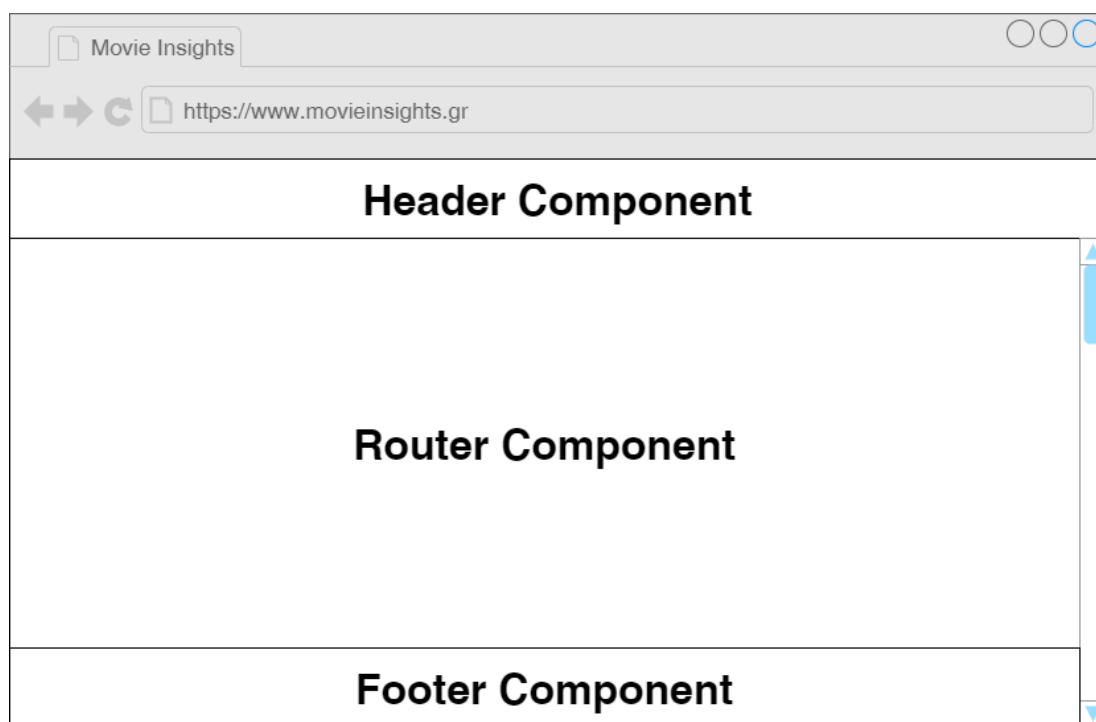 Movie Insights
https://www.movieinsights.gr
Header Component
Router Component
Footer Component